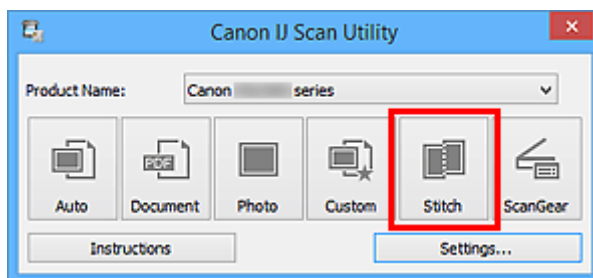 Canon IJ Scan Utility
Product Name: Canon series
PDF
Auto Document Photo Custom Stitch ScanGear
Instructions Settings...